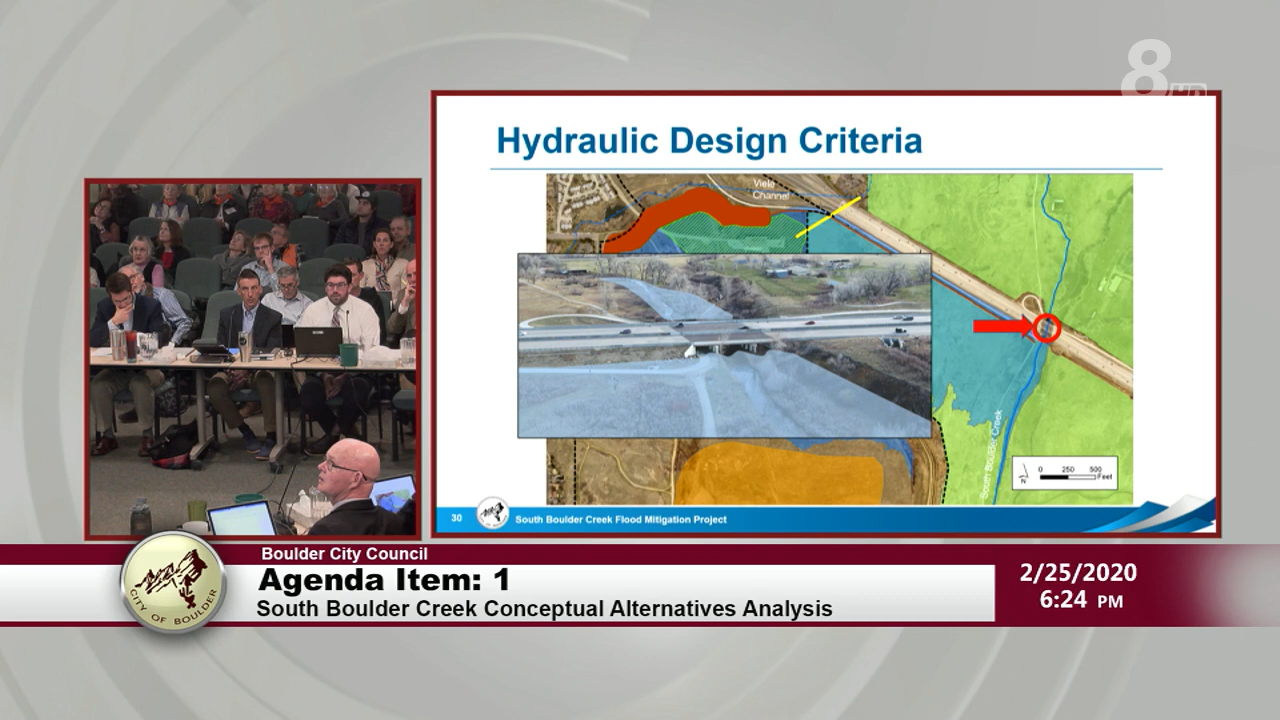 8
HD
Hydraulic Design Criteria
Viele
Channel
South Boulder Creek
0 250 500
Feet
N
30
South Boulder Creek Flood Mitigation Project
Boulder City Council
Agenda Item: 1
South Boulder Creek Conceptual Alternatives Analysis
CITY OF BOULDER
2/25/2020
6:24 PM